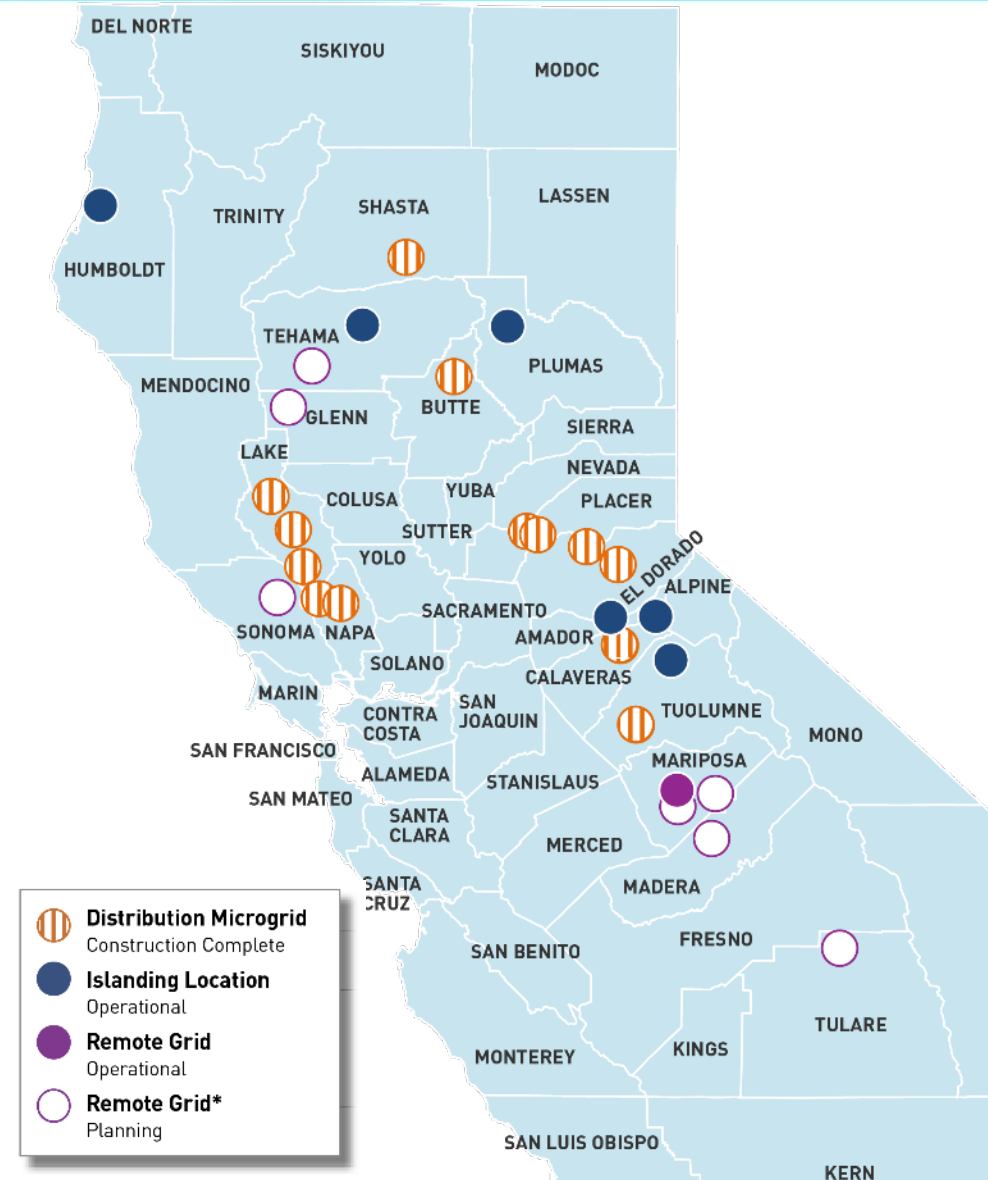 DEL NORTE
SISKIYOU
MODOC
LASSEN
SHASTA
TRINITY
HUMBOLDT
TEHAMA
PLUMAS
MENDOCINO
BUTTE
GLENN
SIERRA
LAKE
NEVADA
YUBA
COLUSA
PLACER
SUTTER
YOLO
EL DORADO
ALPINE
SACRAMENTO
SONOMA
NAPA
AMADOR
SOLANO
CALAVERAS
MARIN
SAN
JOAQUIN
TUOLUMNE
CONTRA
COSTA
MONO
SAN FRANCISCO
MARIPOSA
ALAMEDA
STANISLAUS
SAN MATEO
SANTA
CLARA
MERCED
SANTA
CRUZ
MADERA
FRESNO
SAN BENITO
TULARE
KINGS
MONTEREY
SAN LUIS OBISPO
KERN
Distribution Microgrid
Construction Complete
Islanding Location
Operational
Remote Grid
Operational
Remote Grid*
Planning